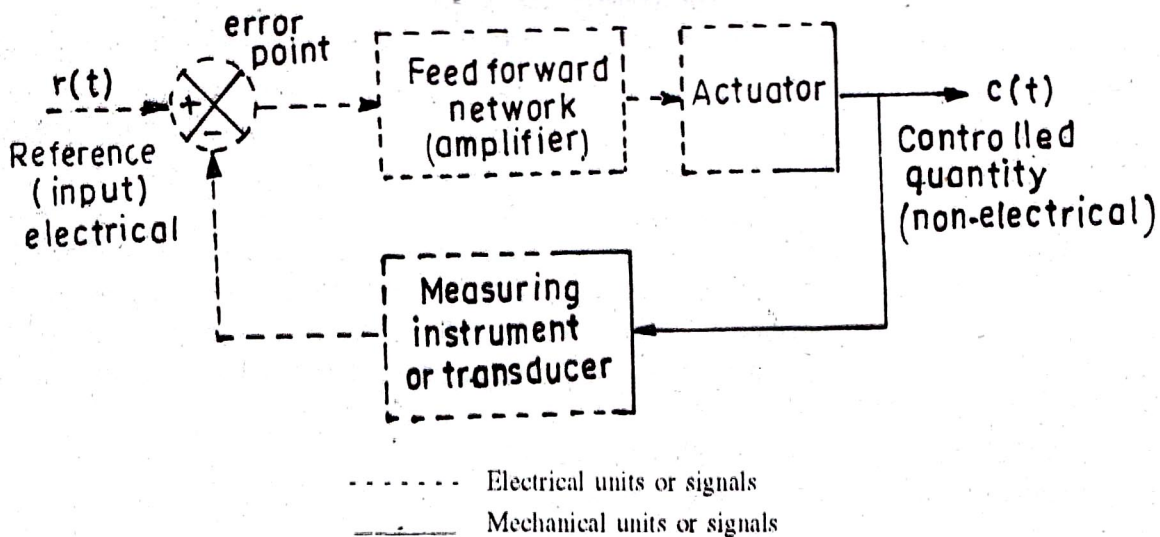 error
point
r(t)
+
-
Reference
(input)
electrical
Feed forward
network
(amplifier)
Actuator
c(t)
Controlled
quantity
(non-electrical)
Measuring
instrument
or transducer
Electrical units or signals
Mechanical units or signals